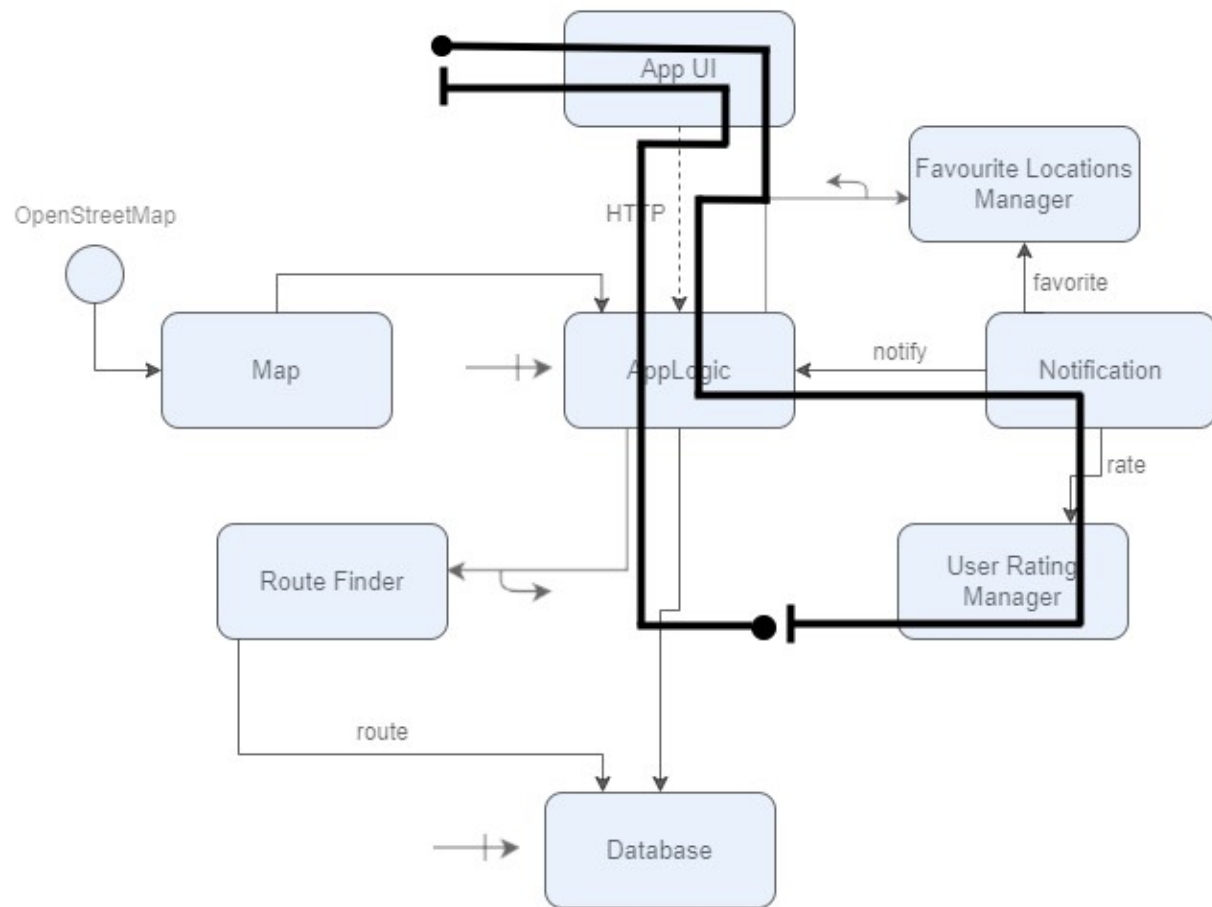 App UI
Favourite Locations
Manager
OpenStreetMap
HTTP
favorite
Map
AppLogic
notify
Notification
rate
Route Finder
User Rating
Manager
route
Database